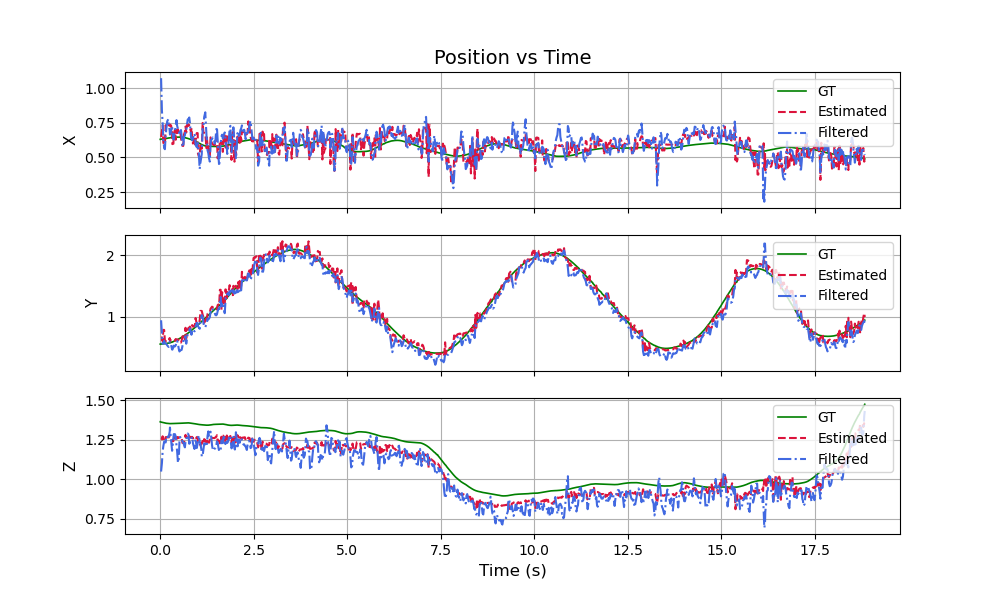 Position vs Time
X
1.00
0.75
0.50
0.25
GT
Estimated
Filtered
Y
2
1
GT
Estimated
Filtered
Z
1.50
1.25
1.00
0.75
GT
Estimated
Filtered
0.0 2.5 5.0 7.5 10.0 12.5 15.0 17.5
Time (s)